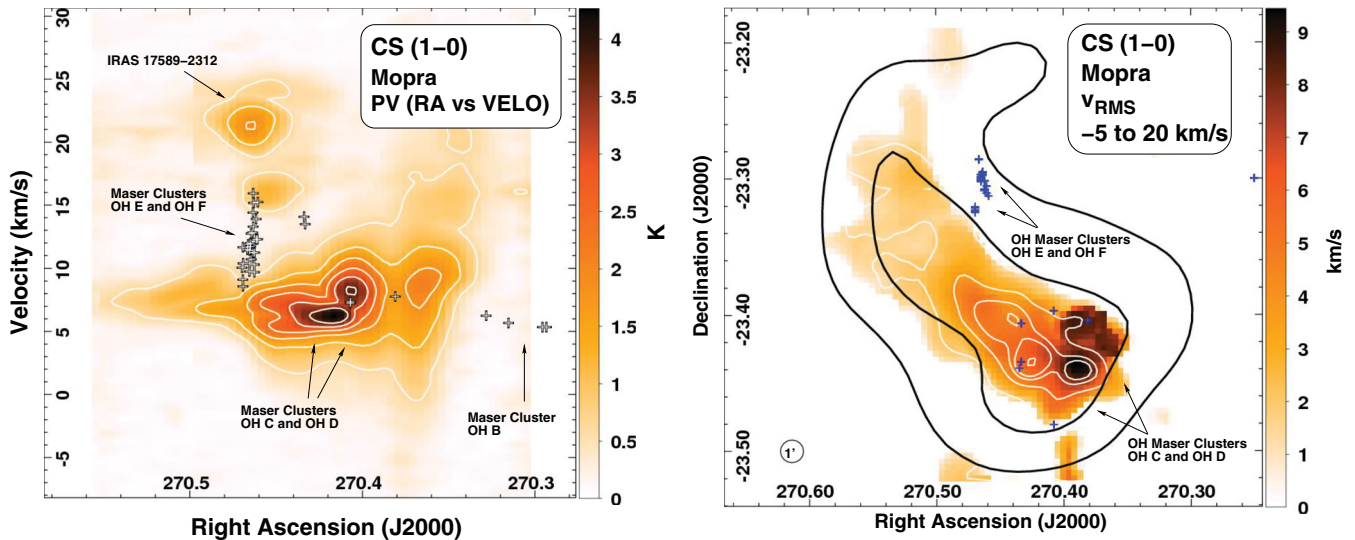 CS (1−0)
Mopra
PV (RA vs VELO)
IRAS 17589−2312
Maser Clusters
OH E and OH F
Maser Clusters
OH C and OH D
Maser Cluster
OH B
30
25
20
15
10
5
0
−5
Velocity (km/s)
270.5
270.4
270.3
Right Ascension (J2000)
4
3.5
3
2.5
2
1.5
1
0.5
0
K
CS (1−0)
Mopra
vRMS
−5 to 20 km/s
OH Maser Clusters
OH E and OH F
OH Maser Clusters
OH C and OH D
1'
-23.20
-23.30
-23.40
-23.50
Declination (J2000)
270.60
270.50
270.40
270.30
Right Ascension (J2000)
9
8
7
6
5
4
3
2
1
0
km/s